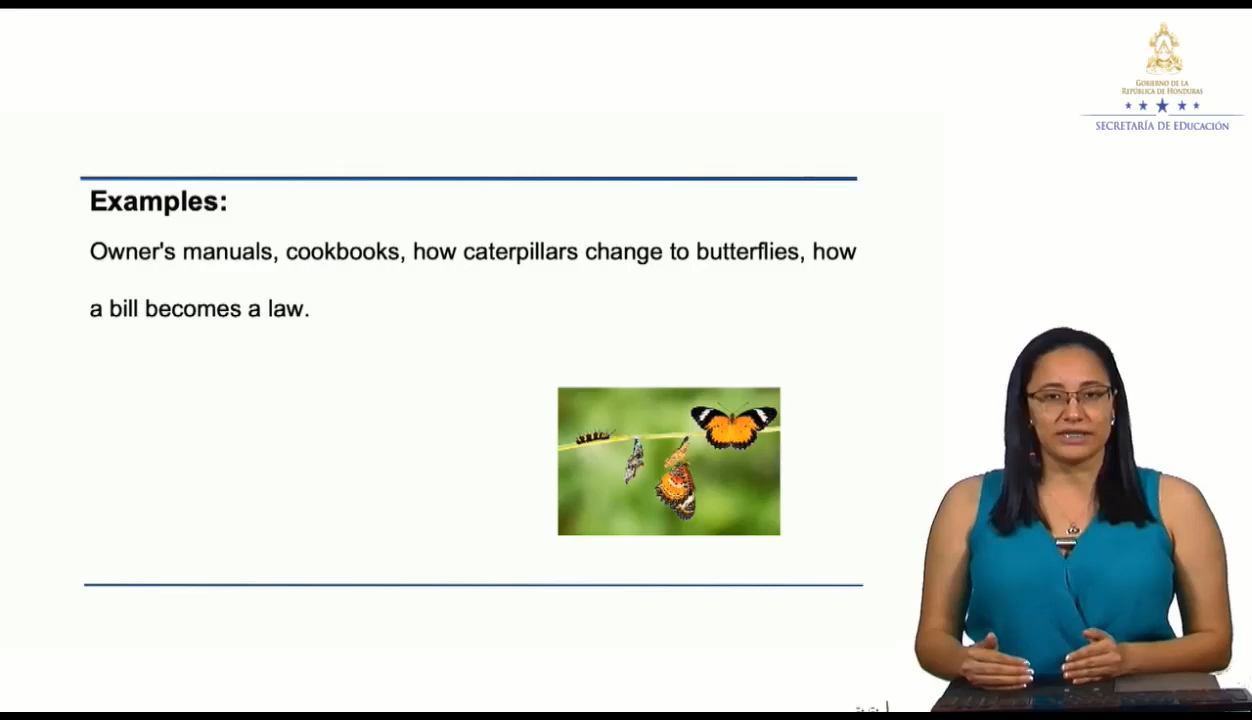 GOBIERNO DE LA
REPÚBLICA DE HONDURAS
SECRETARÍA DE EDUCACIÓN
Examples:
Owner's manuals, cookbooks, how caterpillars change to butterflies, how
a bill becomes a law.